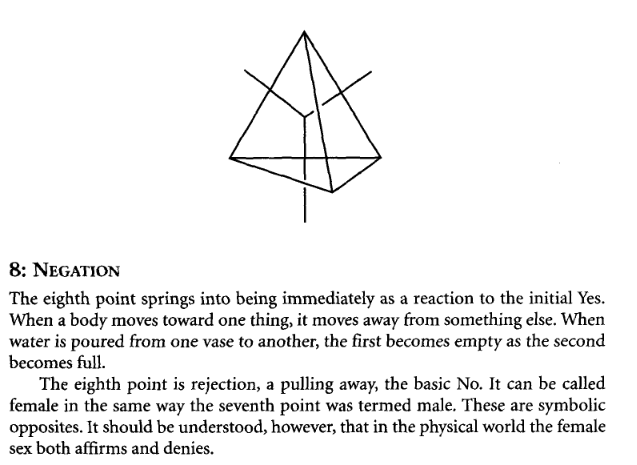 8: NEGATION
The eighth point springs into being immediately as a reaction to the initial Yes.
When a body moves toward one thing, it moves away from something else. When
water is poured from one vase to another, the first becomes empty as the second
becomes full.
The eighth point is rejection, a pulling away, the basic No. It can be called
female in the same way the seventh point was termed male. These are symbolic
opposites. It should be understood, however, that in the physical world the female
sex both affirms and denies.